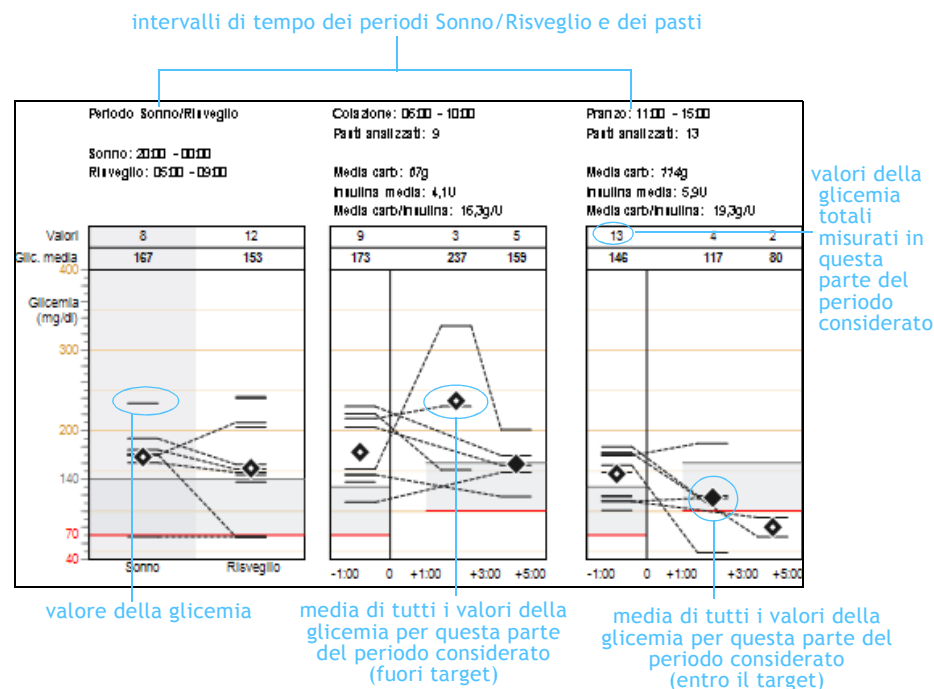 intervalli di tempo dei periodi Sonno/Risveglio e dei pasti
Periodo Sonno/Risveglio
Sonno: 20:00 - 00:00
Risveglio: 05:00 - 09:00
Colazione: 06:00 - 10:00
Pasti analizzati: 9
Media carb: 67g
Insulina media: 4,1U
Media carb/insulina: 16,3g/U
Pranzo: 11:00 - 15:00
Pasti analizzati: 13
Media carb: 114g
Insulina media: 5,9U
Media carb/insulina: 19,3g/U
valori della
glicemia
totali
misurati in
questa
parte del
periodo
considerato
Valori 8 12 9 3 5 13 4 2
Glic. media 167 153 173 237 159 146 117 80
400
Glicemia
(mg/dl)
300
200
140
70
40
Sonno Risveglio
-1:00 0 +1:00 +3:00 +5:00
-1:00 0 +1:00 +3:00 +5:00
valore della glicemia
media di tutti i valori della
glicemia per questa parte
del periodo considerato
(fuori target)
media di tutti i valori della
glicemia per questa parte del
periodo considerato
(entro il target)